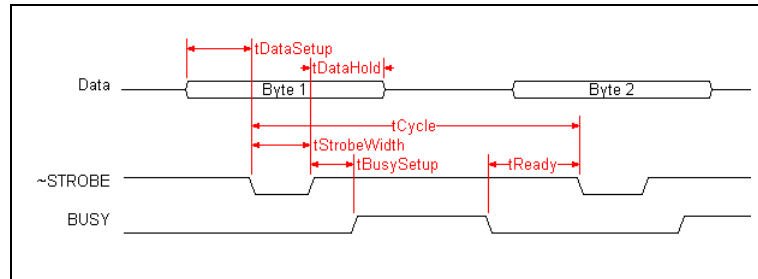 tDataSetup
tDataHold
Data
Byte 1
Byte 2
tCycle
tStrobeWidth
tBusySetup
tReady
~STROBE
BUSY